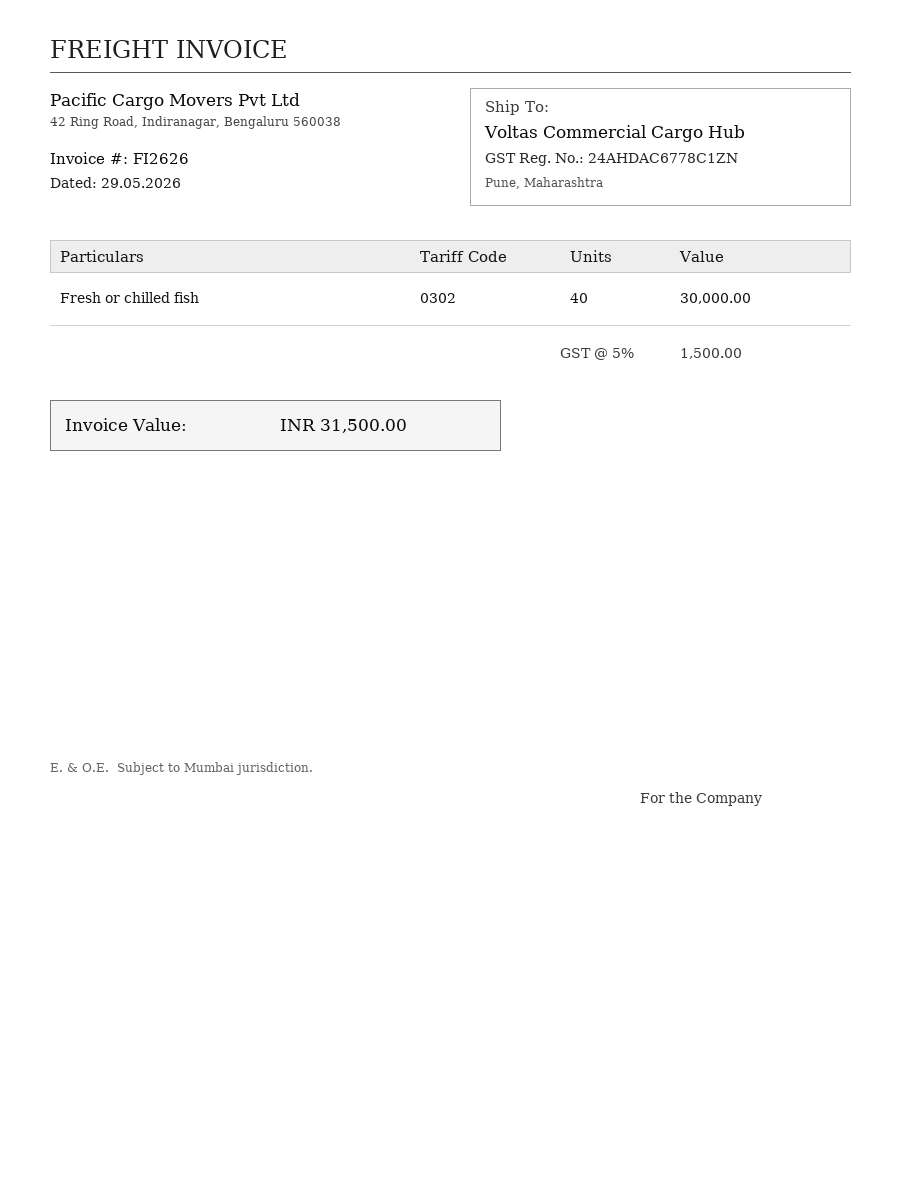 FREIGHT INVOICE
Pacific Cargo Movers Pvt Ltd
42 Ring Road, Indiranagar, Bengaluru 560038
Invoice #: FI2626
Dated: 29.05.2026
Ship To:
Voltas Commercial Cargo Hub
GST Reg. No.: 24AHDAC6778C1ZN
Pune, Maharashtra
Particulars Tariff Code Units Value
Fresh or chilled fish 0302 40 30,000.00
GST @ 5% 1,500.00
Invoice Value: INR 31,500.00
E. & O.E. Subject to Mumbai jurisdiction.
For the Company